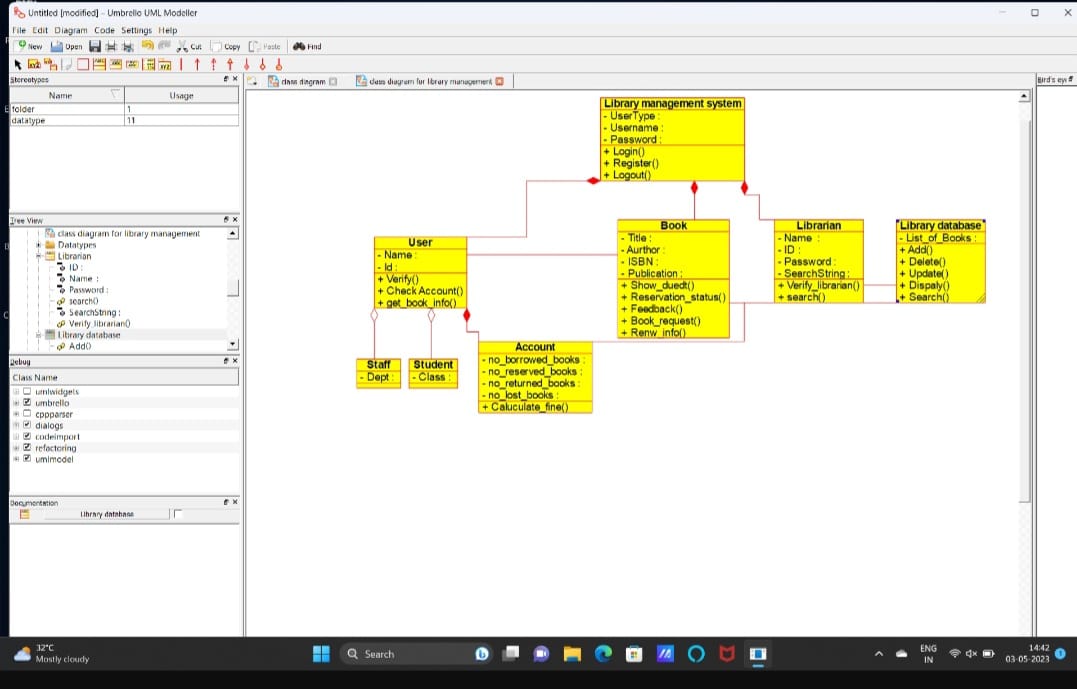 Untitled [modified] - Umbrello UML Modeller
File Edit Diagram Code Settings Help
New Open Cut Copy Paste Find
Stereotypes
Name Usage
folder 1
datatype 11
Tree View
class diagram for library management
Datatypes
Librarian
ID :
Name :
Password :
search()
SearchString :
Verify_librarian()
Library database
Add()
Debug
Class Name
umlwidgets
umbrello
cppparser
dialogs
codeimport
refactoring
umlmodel
Documentation
Library database
class diagram
class diagram for library management
Bird's eye
Library management system
- UserType :
- Username :
- Password :
+ Login()
+ Register()
+ Logout()
User
- Name :
- Id :
+ Verify()
+ Check Account()
+ get_book_info()
Book
- Title :
- Aurthor :
- ISBN :
- Publication :
+ Show_duedt()
+ Reservation_status()
+ Feedback()
+ Book_request()
+ Renw_info()
Librarian
- Name :
- ID :
- Password :
- SearchString :
+ Verify_librarian()
+ search()
Library database
- List_of_Books :
+ Add()
+ Delete()
+ Update()
+ Dispaly()
+ Search()
Staff
- Dept :
Student
- Class :
Account
- no_borrowed_books :
- no_reserved_books :
- no_returned_books :
- no_lost_books :
+ Caluculate_fine()
32°C
Mostly cloudy
Search
ENG
IN
14:42
03-05-2023
1